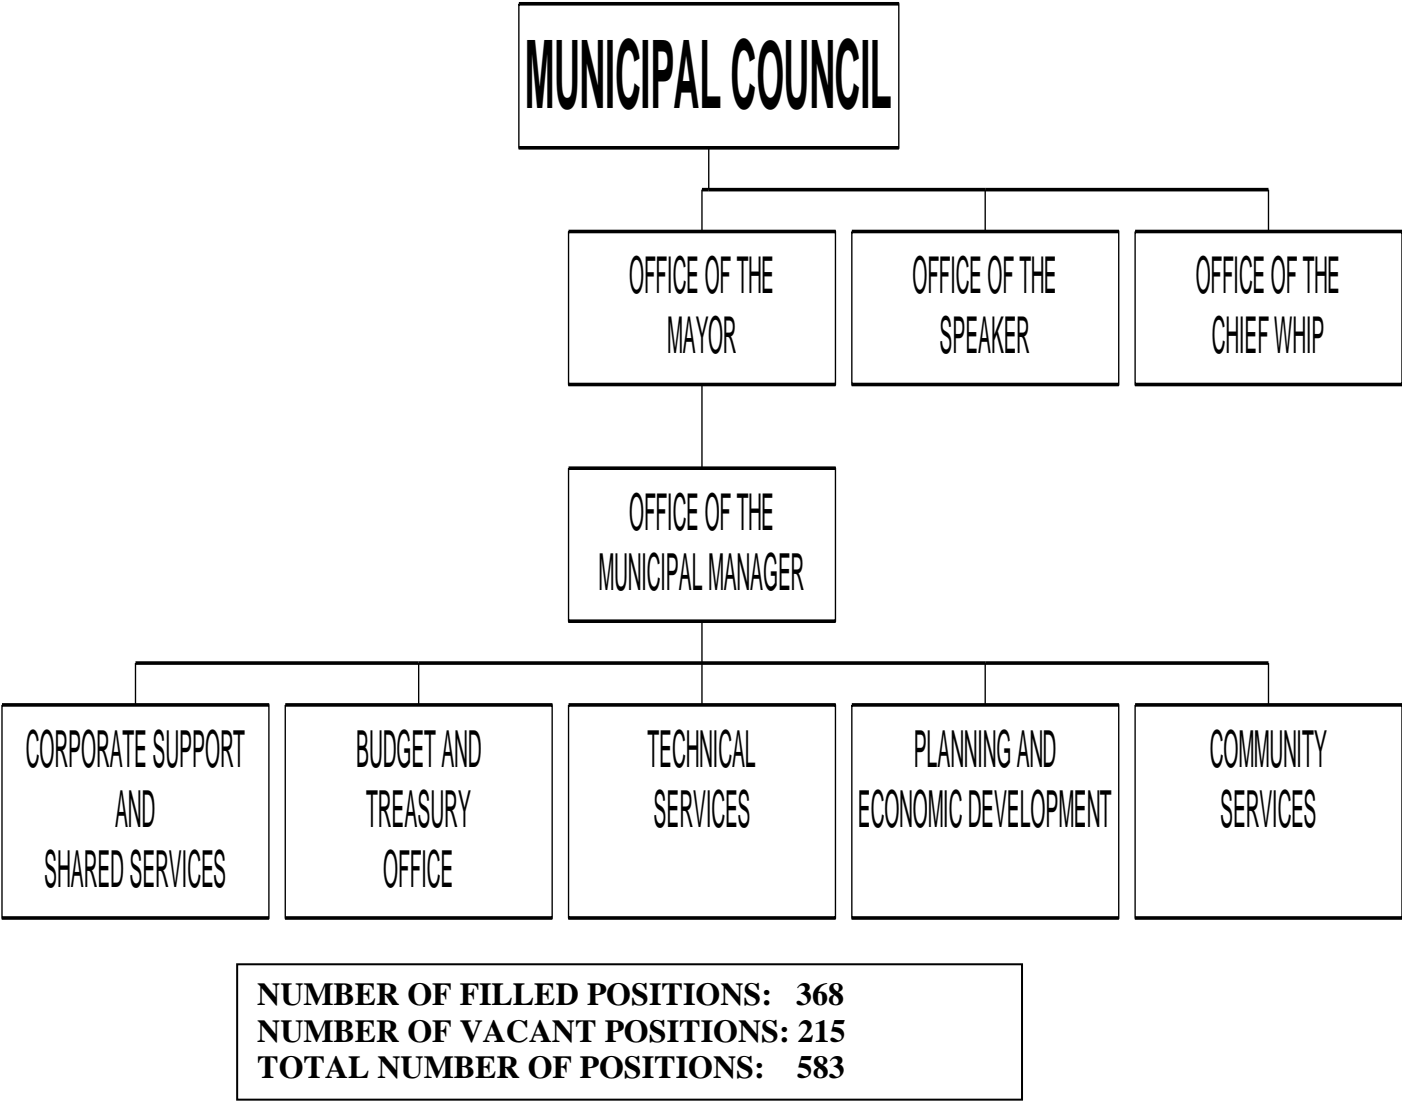 MUNICIPAL COUNCIL
OFFICE OF THE
MAYOR
OFFICE OF THE
SPEAKER
OFFICE OF THE
CHIEF WHIP
OFFICE OF THE
MUNICIPAL MANAGER
CORPORATE SUPPORT
AND
SHARED SERVICES
BUDGET AND
TREASURY
OFFICE
TECHNICAL
SERVICES
PLANNING AND
ECONOMIC DEVELOPMENT
COMMUNITY
SERVICES
NUMBER OF FILLED POSITIONS: 368
NUMBER OF VACANT POSITIONS: 215
TOTAL NUMBER OF POSITIONS: 583